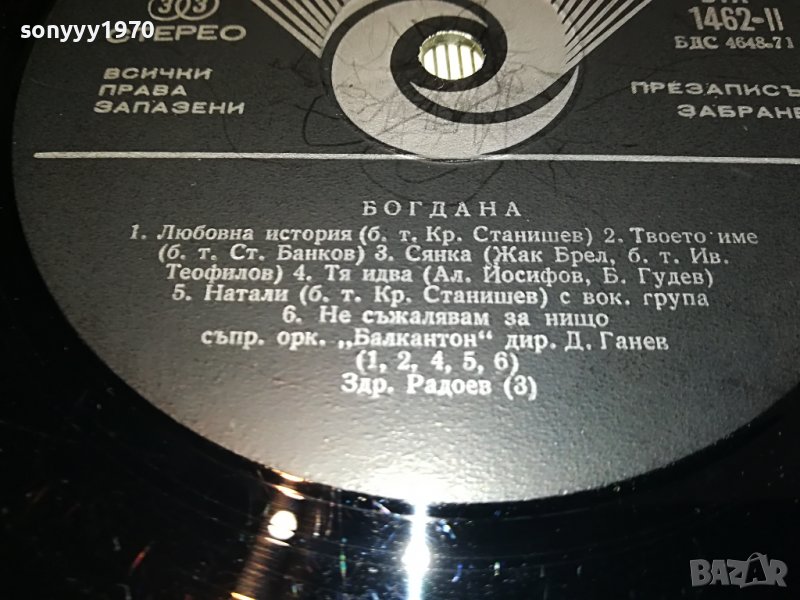 sonyyy1970
33
СТЕРЕО
1462-II
БДС 4648-71
ВСИЧКИ
ПРАВА
ЗАПАЗЕНИ
ПРЕЗАПИСЪ
ЗАБРАНЕ
БОГДАНА
1. Любовна история (б. т. Кр. Станишев) 2. Твоето име
(б. т. Ст. Банков) 3. Сянка (Жак Брел, б. т. Ив.
Теофилов) 4. Тя идва (Ал. Йосифов, Б. Гудев)
5. Натали (б. т. Кр. Станишев) с вок. група
6. Не съжалявам за нищо
съпр. орк. „Балкантон“ дир. Д. Ганев
(1, 2, 4, 5, 6)
Здр. Радоев (3)
BAZAR